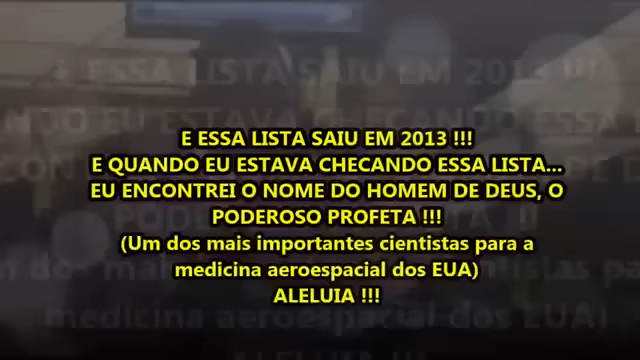 E ESSA LISTA SAIU EM 2013 !!!
E QUANDO EU ESTAVA CHECANDO ESSA LISTA...
EU ENCONTREI O NOME DO HOMEM DE DEUS, O
PODEROSO PROFETA !!!
(Um dos mais importantes cientistas para a
medicina aeroespacial dos EUA)
ALELUIA !!!